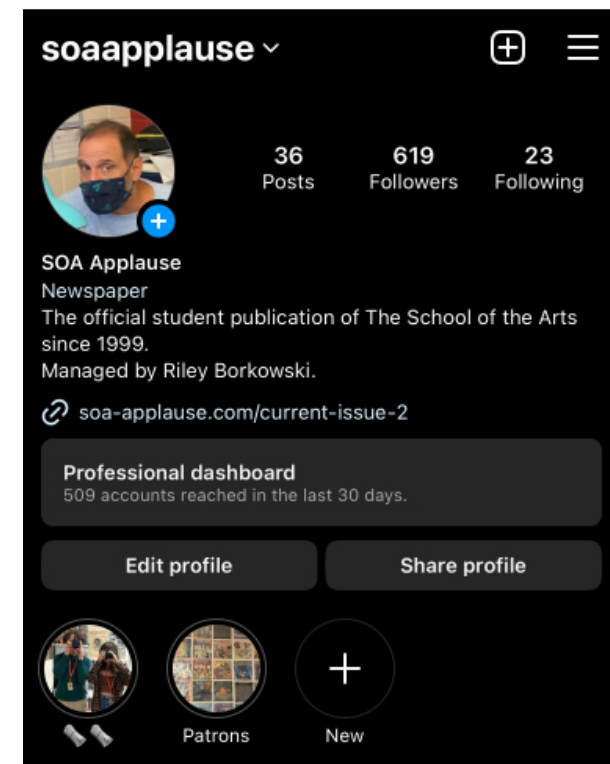 soaapplause
36 619 23
Posts Followers Following
SOA Applause
Newspaper
The official student publication of The School of the Arts
since 1999.
Managed by Riley Borkowski.
soa-applause.com/current-issue-2
Professional dashboard
509 accounts reached in the last 30 days.
Edit profile Share profile
🗞️🗞️ Patrons New